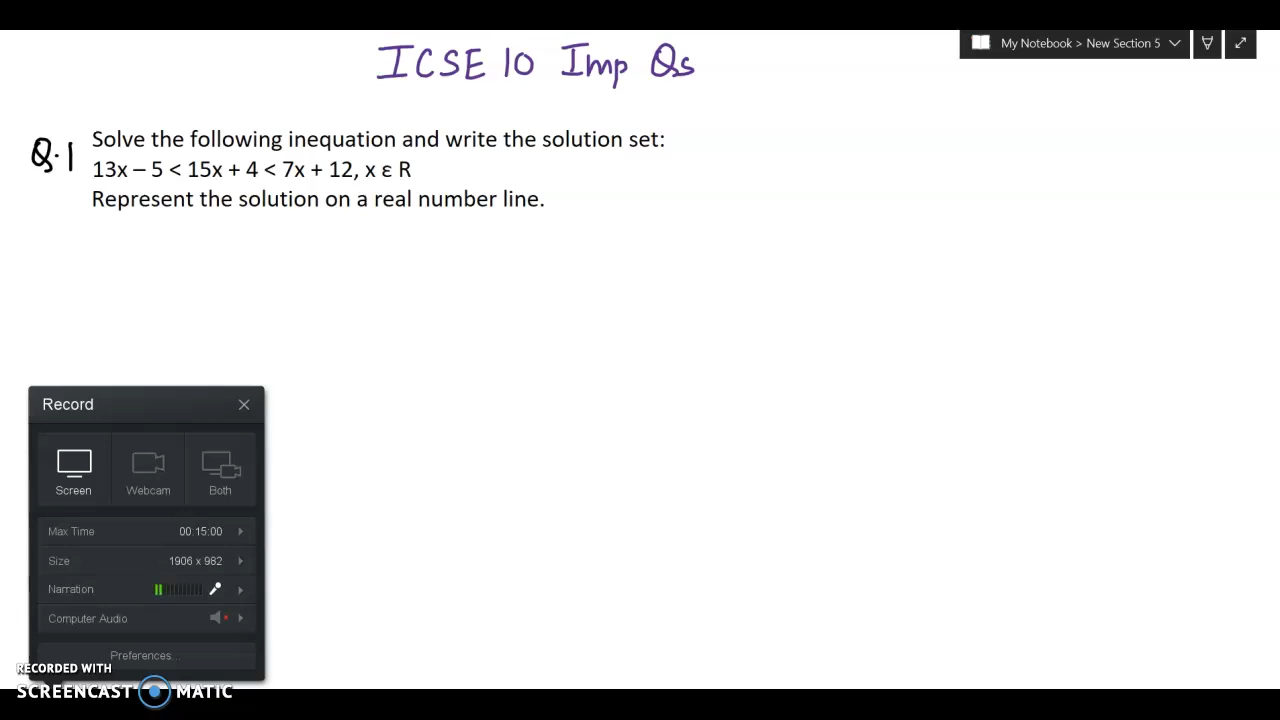 ICSE 10 Imp Qs
My Notebook > New Section 5
Q.1
Solve the following inequation and write the solution set:
13x – 5 < 15x + 4 < 7x + 12, x ε R
Represent the solution on a real number line.
Record
Screen Webcam Both
Max Time 00:15:00
Size 1906 x 982
Narration
Computer Audio
Preferences...
RECORDED WITH
SCREENCAST MATIC